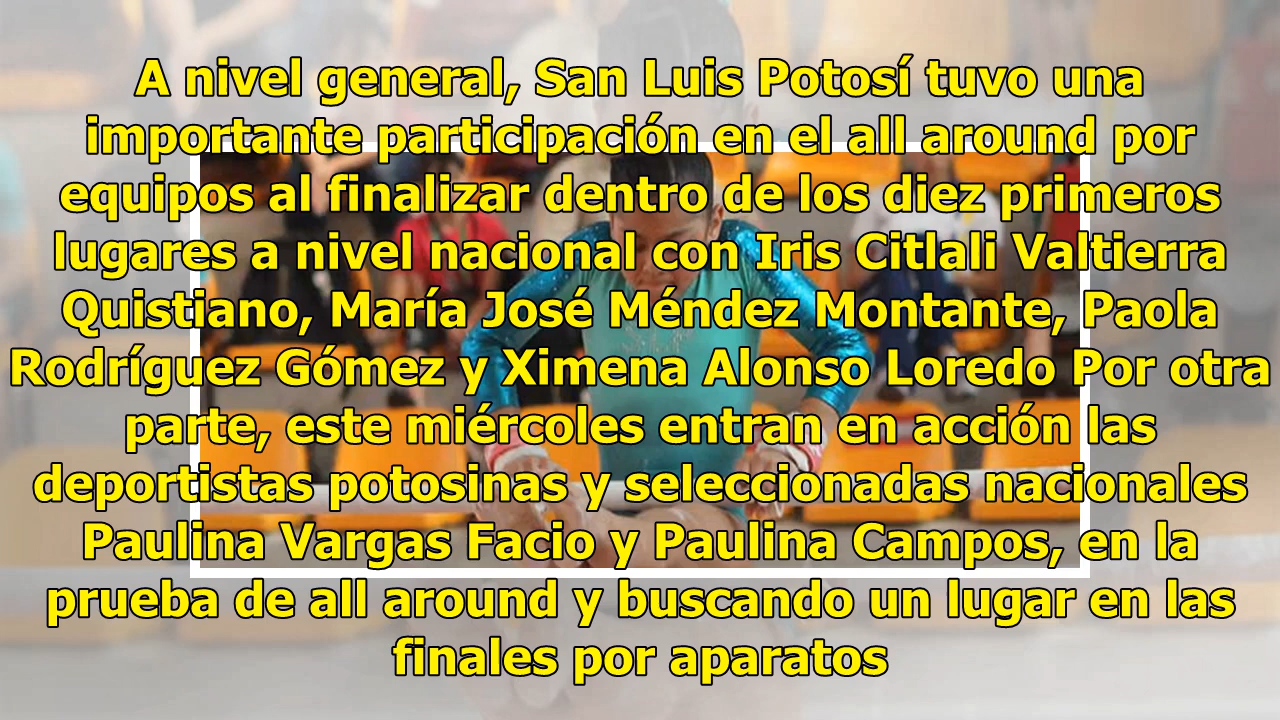 A nivel general, San Luis Potosí tuvo una
importante participación en el all around por
equipos al finalizar dentro de los diez primeros
lugares a nivel nacional con Iris Citlali Valtierra
Quistiano, María José Méndez Montante, Paola
Rodríguez Gómez y Ximena Alonso Loredo Por otra
parte, este miércoles entran en acción las
deportistas potosinas y seleccionadas nacionales
Paulina Vargas Facio y Paulina Campos, en la
prueba de all around y buscando un lugar en las
finales por aparatos